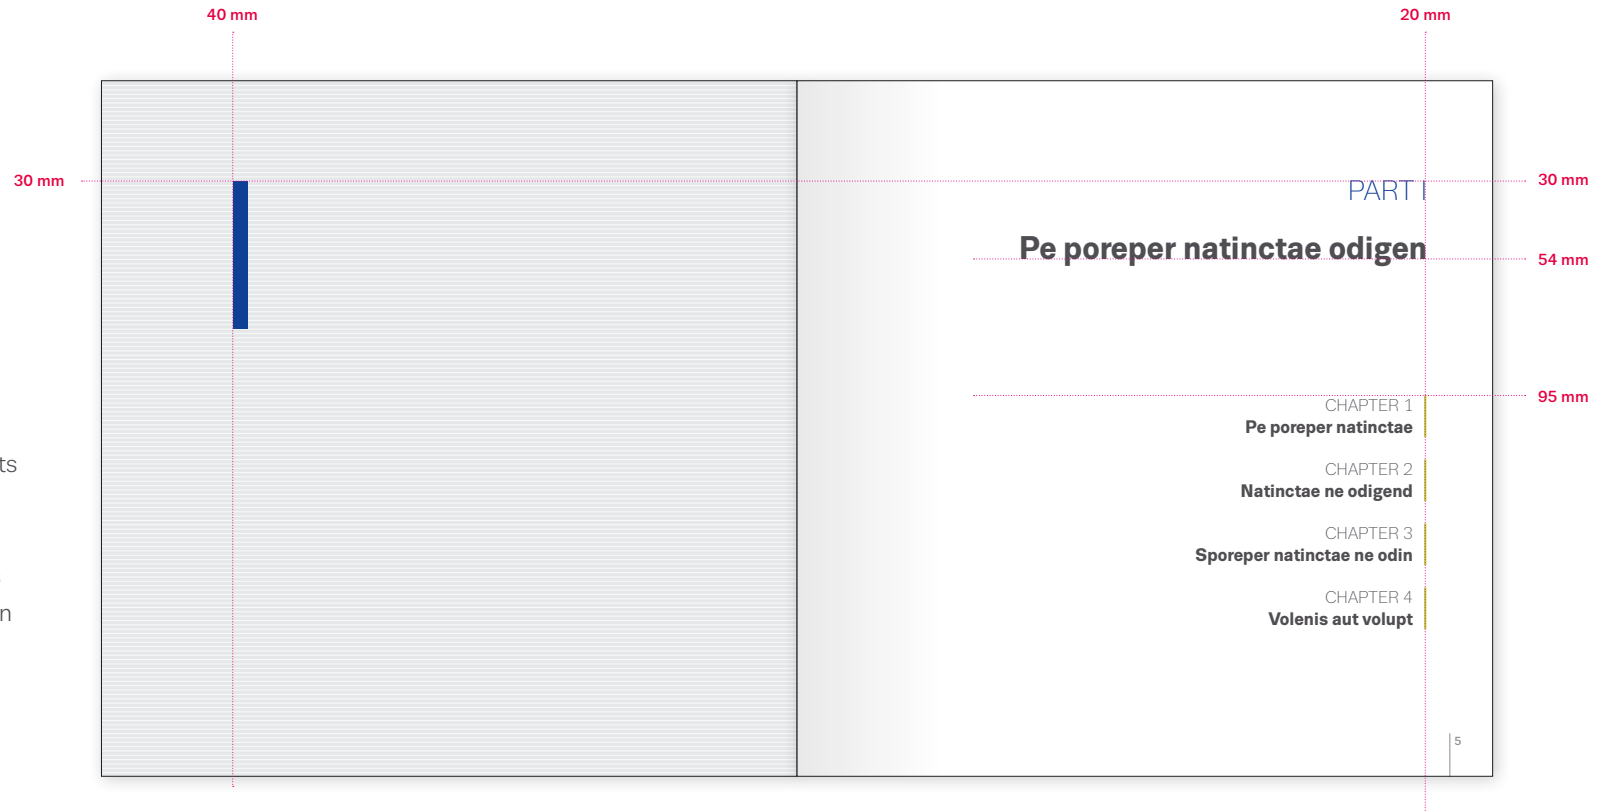 40 mm
20 mm
30 mm
30 mm
PART I
Pe poreper natinctae odigen
54 mm
95 mm
CHAPTER 1
Pe poreper natinctae
ts
CHAPTER 2
Natinctae ne odigend
CHAPTER 3
Sporeper natinctae ne odin
CHAPTER 4
n
Volenis aut volupt
5